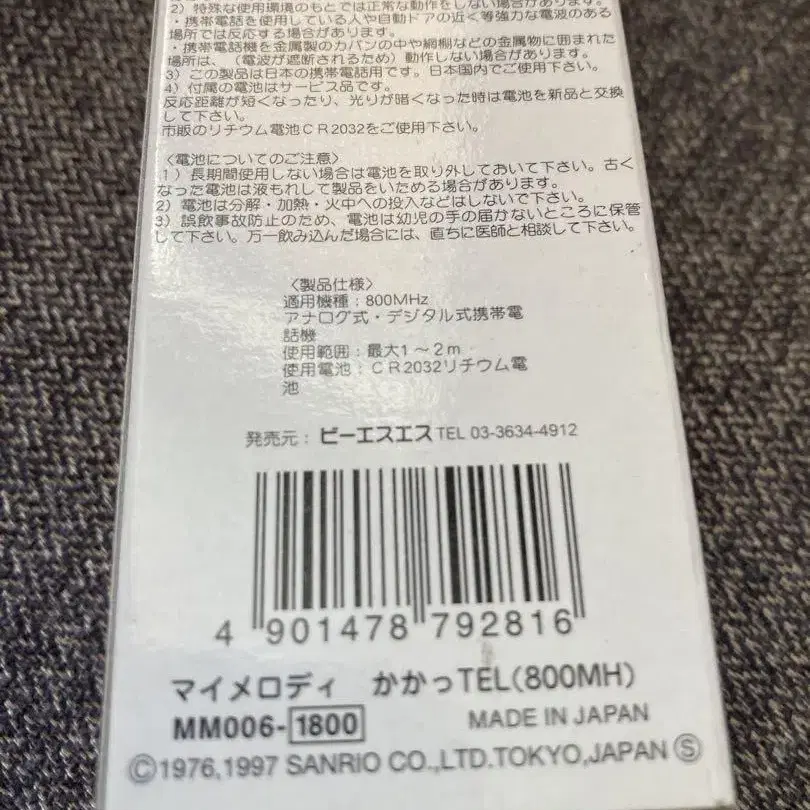 2）特殊な使用環境のもとでは正常な動作をしない場合があります。
・携帯電話を使用している人や自動ドアの近く等強力な電波のある
場所では反応する場合があります。
・携帯電話機を金属製のカバンの中や網棚などの金属物に囲まれた
場所は、（電波が遮断されるため）動作しない場合があります。
3）この製品は日本の携帯電話用です。日本国内でご使用下さい。
4）付属の電池はサービス品です。
反応距離が短くなったり、光りが暗くなった時は電池を新品と交換
して下さい。
市販のリチウム電池CR2032をご使用下さい。
〈電池についてのご注意〉
1）長期間使用しない場合は電池を取り外しておいて下さい。古く
なった電池は液もれして製品をいためる場合があります。
2）電池は分解・加熱・火中への投入などはしないで下さい。
3）誤飲事故防止のため、電池は幼児の手の届かないところに保管
して下さい。万一飲み込んだ場合には、直ちに医師と相談して下さい。
〈製品仕様〉
適用機種：800MHz
アナログ式・デジタル式携帯電
話機
使用範囲：最大1～2m
使用電池：CR2032リチウム電
池
発売元：ビーエスエス TEL 03-3634-4912
4 901478 792816
マイメロディ かかっTEL(800MH)
MM006-1800 MADE IN JAPAN
©1976,1997 SANRIO CO.,LTD.TOKYO,JAPAN Ⓢ